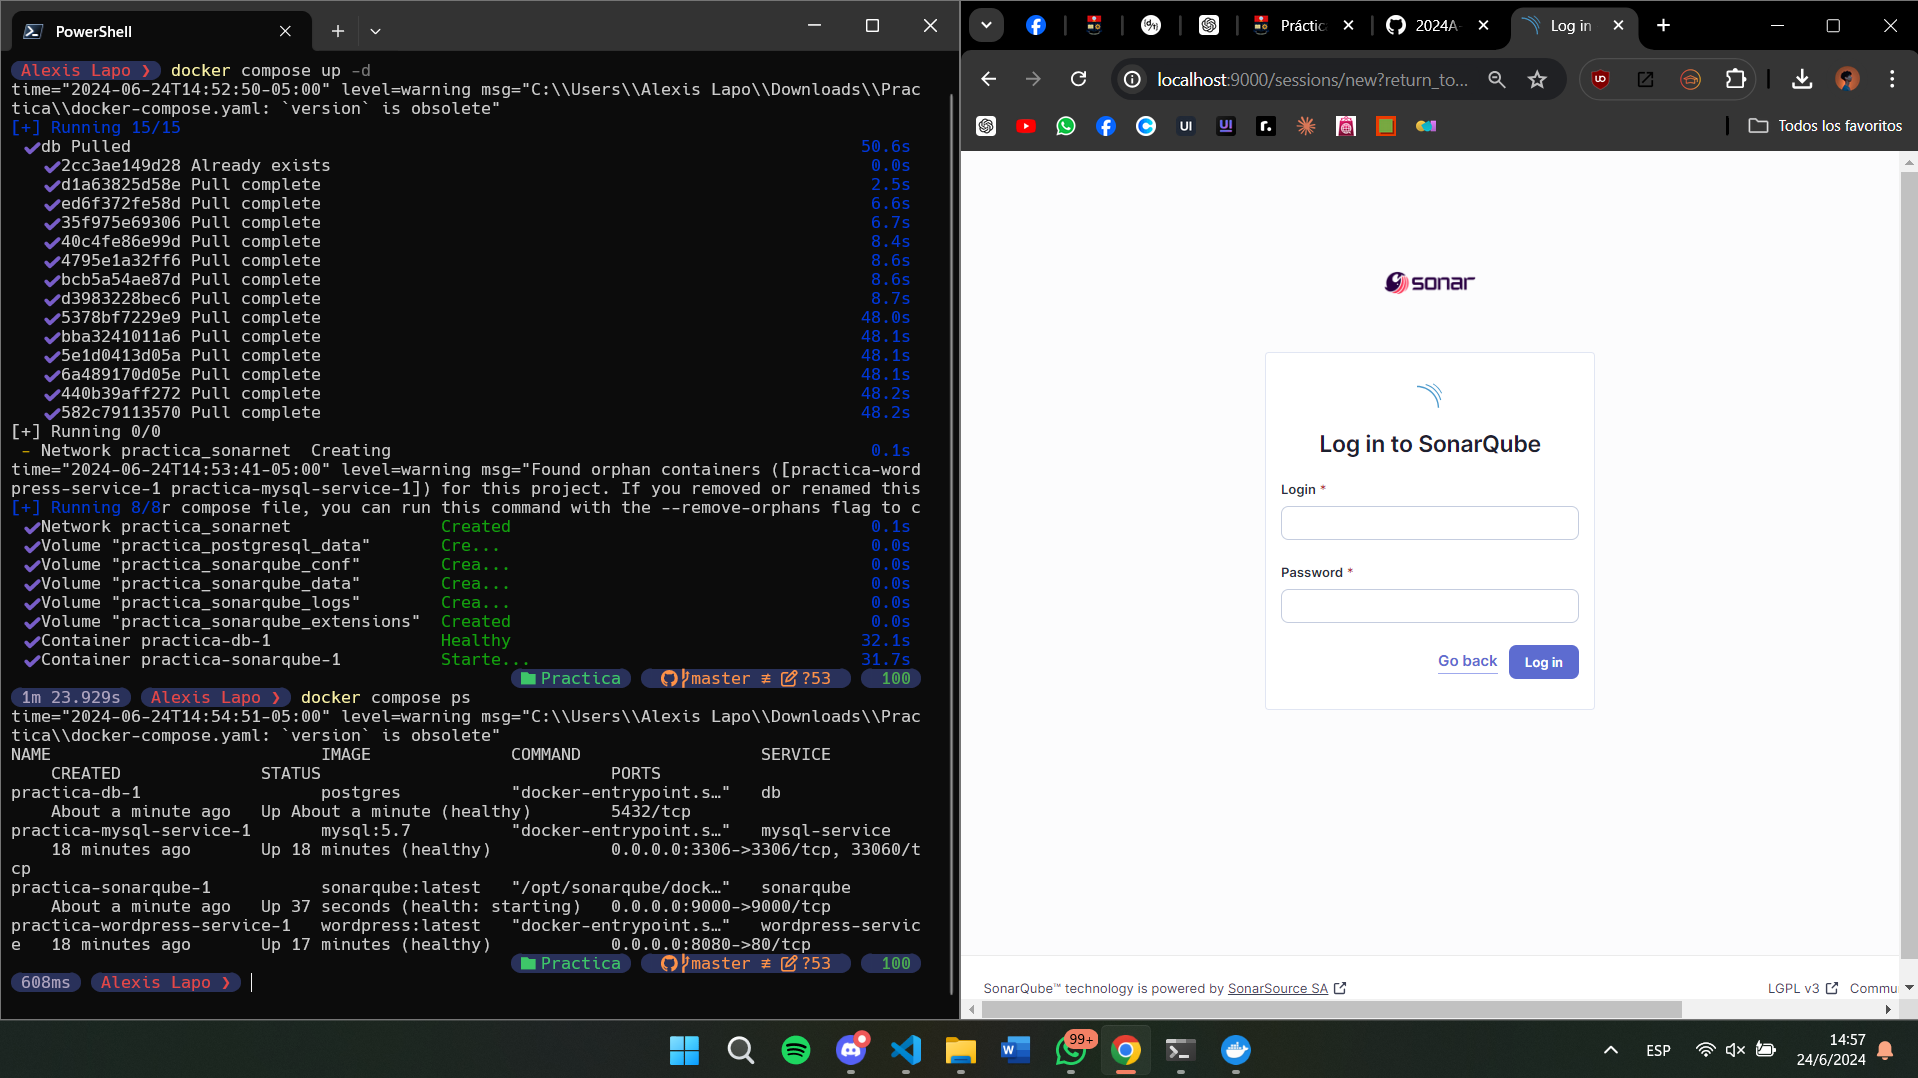 PowerShell
Alexis Lapo ❯ docker compose up -d
time="2024-06-24T14:52:50-05:00" level=warning msg="C:\\Users\\Alexis Lapo\\Downloads\\Prac
tica\\docker-compose.yaml: `version` is obsolete"
[+] Running 15/15
✔db Pulled 50.6s
✔2cc3ae149d28 Already exists 0.0s
✔d1a63825d58e Pull complete 2.5s
✔ed6f372fe58d Pull complete 6.6s
✔35f975e69306 Pull complete 6.7s
✔40c4fe86e99d Pull complete 8.4s
✔4795e1a32ff6 Pull complete 8.6s
✔bcb5a54ae87d Pull complete 8.6s
✔d3983228bec6 Pull complete 8.7s
✔5378bf7229e9 Pull complete 48.0s
✔bba3241011a6 Pull complete 48.1s
✔5e1d0413d05a Pull complete 48.1s
✔6a489170d05e Pull complete 48.1s
✔440b39aff272 Pull complete 48.2s
✔582c79113570 Pull complete 48.2s
[+] Running 0/0
- Network practica_sonarnet Creating 0.1s
time="2024-06-24T14:53:41-05:00" level=warning msg="Found orphan containers ([practica-word
press-service-1 practica-mysql-service-1]) for this project. If you removed or renamed this
[+] Running 8/8r compose file, you can run this command with the --remove-orphans flag to c
✔Network practica_sonarnet Created 0.1s
✔Volume "practica_postgresql_data" Cre... 0.0s
✔Volume "practica_sonarqube_conf" Crea... 0.0s
✔Volume "practica_sonarqube_data" Crea... 0.0s
✔Volume "practica_sonarqube_logs" Crea... 0.0s
✔Volume "practica_sonarqube_extensions" Created 0.0s
✔Container practica-db-1 Healthy 32.1s
✔Container practica-sonarqube-1 Starte... 31.7s
Practica master ≢ ?53 100
1m 23.929s Alexis Lapo ❯ docker compose ps
time="2024-06-24T14:54:51-05:00" level=warning msg="C:\\Users\\Alexis Lapo\\Downloads\\Prac
tica\\docker-compose.yaml: `version` is obsolete"
NAME IMAGE COMMAND SERVICE
CREATED STATUS PORTS
practica-db-1 postgres "docker-entrypoint.s…" db
About a minute ago Up About a minute (healthy) 5432/tcp
practica-mysql-service-1 mysql:5.7 "docker-entrypoint.s…" mysql-service
18 minutes ago Up 18 minutes (healthy) 0.0.0.0:3306->3306/tcp, 33060/t
cp
practica-sonarqube-1 sonarqube:latest "/opt/sonarqube/dock…" sonarqube
About a minute ago Up 37 seconds (health: starting) 0.0.0.0:9000->9000/tcp
practica-wordpress-service-1 wordpress:latest "docker-entrypoint.s…" wordpress-servic
e 18 minutes ago Up 17 minutes (healthy) 0.0.0.0:8080->80/tcp
Practica master ≢ ?53 100
608ms Alexis Lapo ❯
Práctic
2024A-
Log in
localhost:9000/sessions/new?return_to...
UI
UI
r.
Todos los favoritos
sonar
Log in to SonarQube
Login *
Password *
Go back
Log in
SonarQube™ technology is powered by SonarSource SA
LGPL v3
Commu
99+
ESP
14:57
24/6/2024